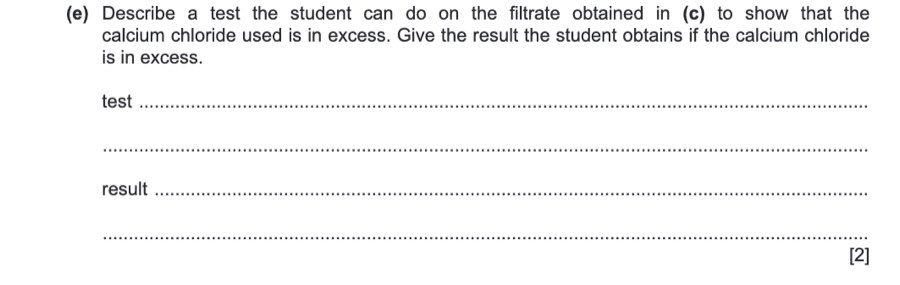 (e) Describe a test the student can do on the filtrate obtained in (c) to show that the
calcium chloride used is in excess. Give the result the student obtains if the calcium chloride
is in excess.
test ....................................................................................................
....................................................................................................
result ....................................................................................................
....................................................................................................
[2]